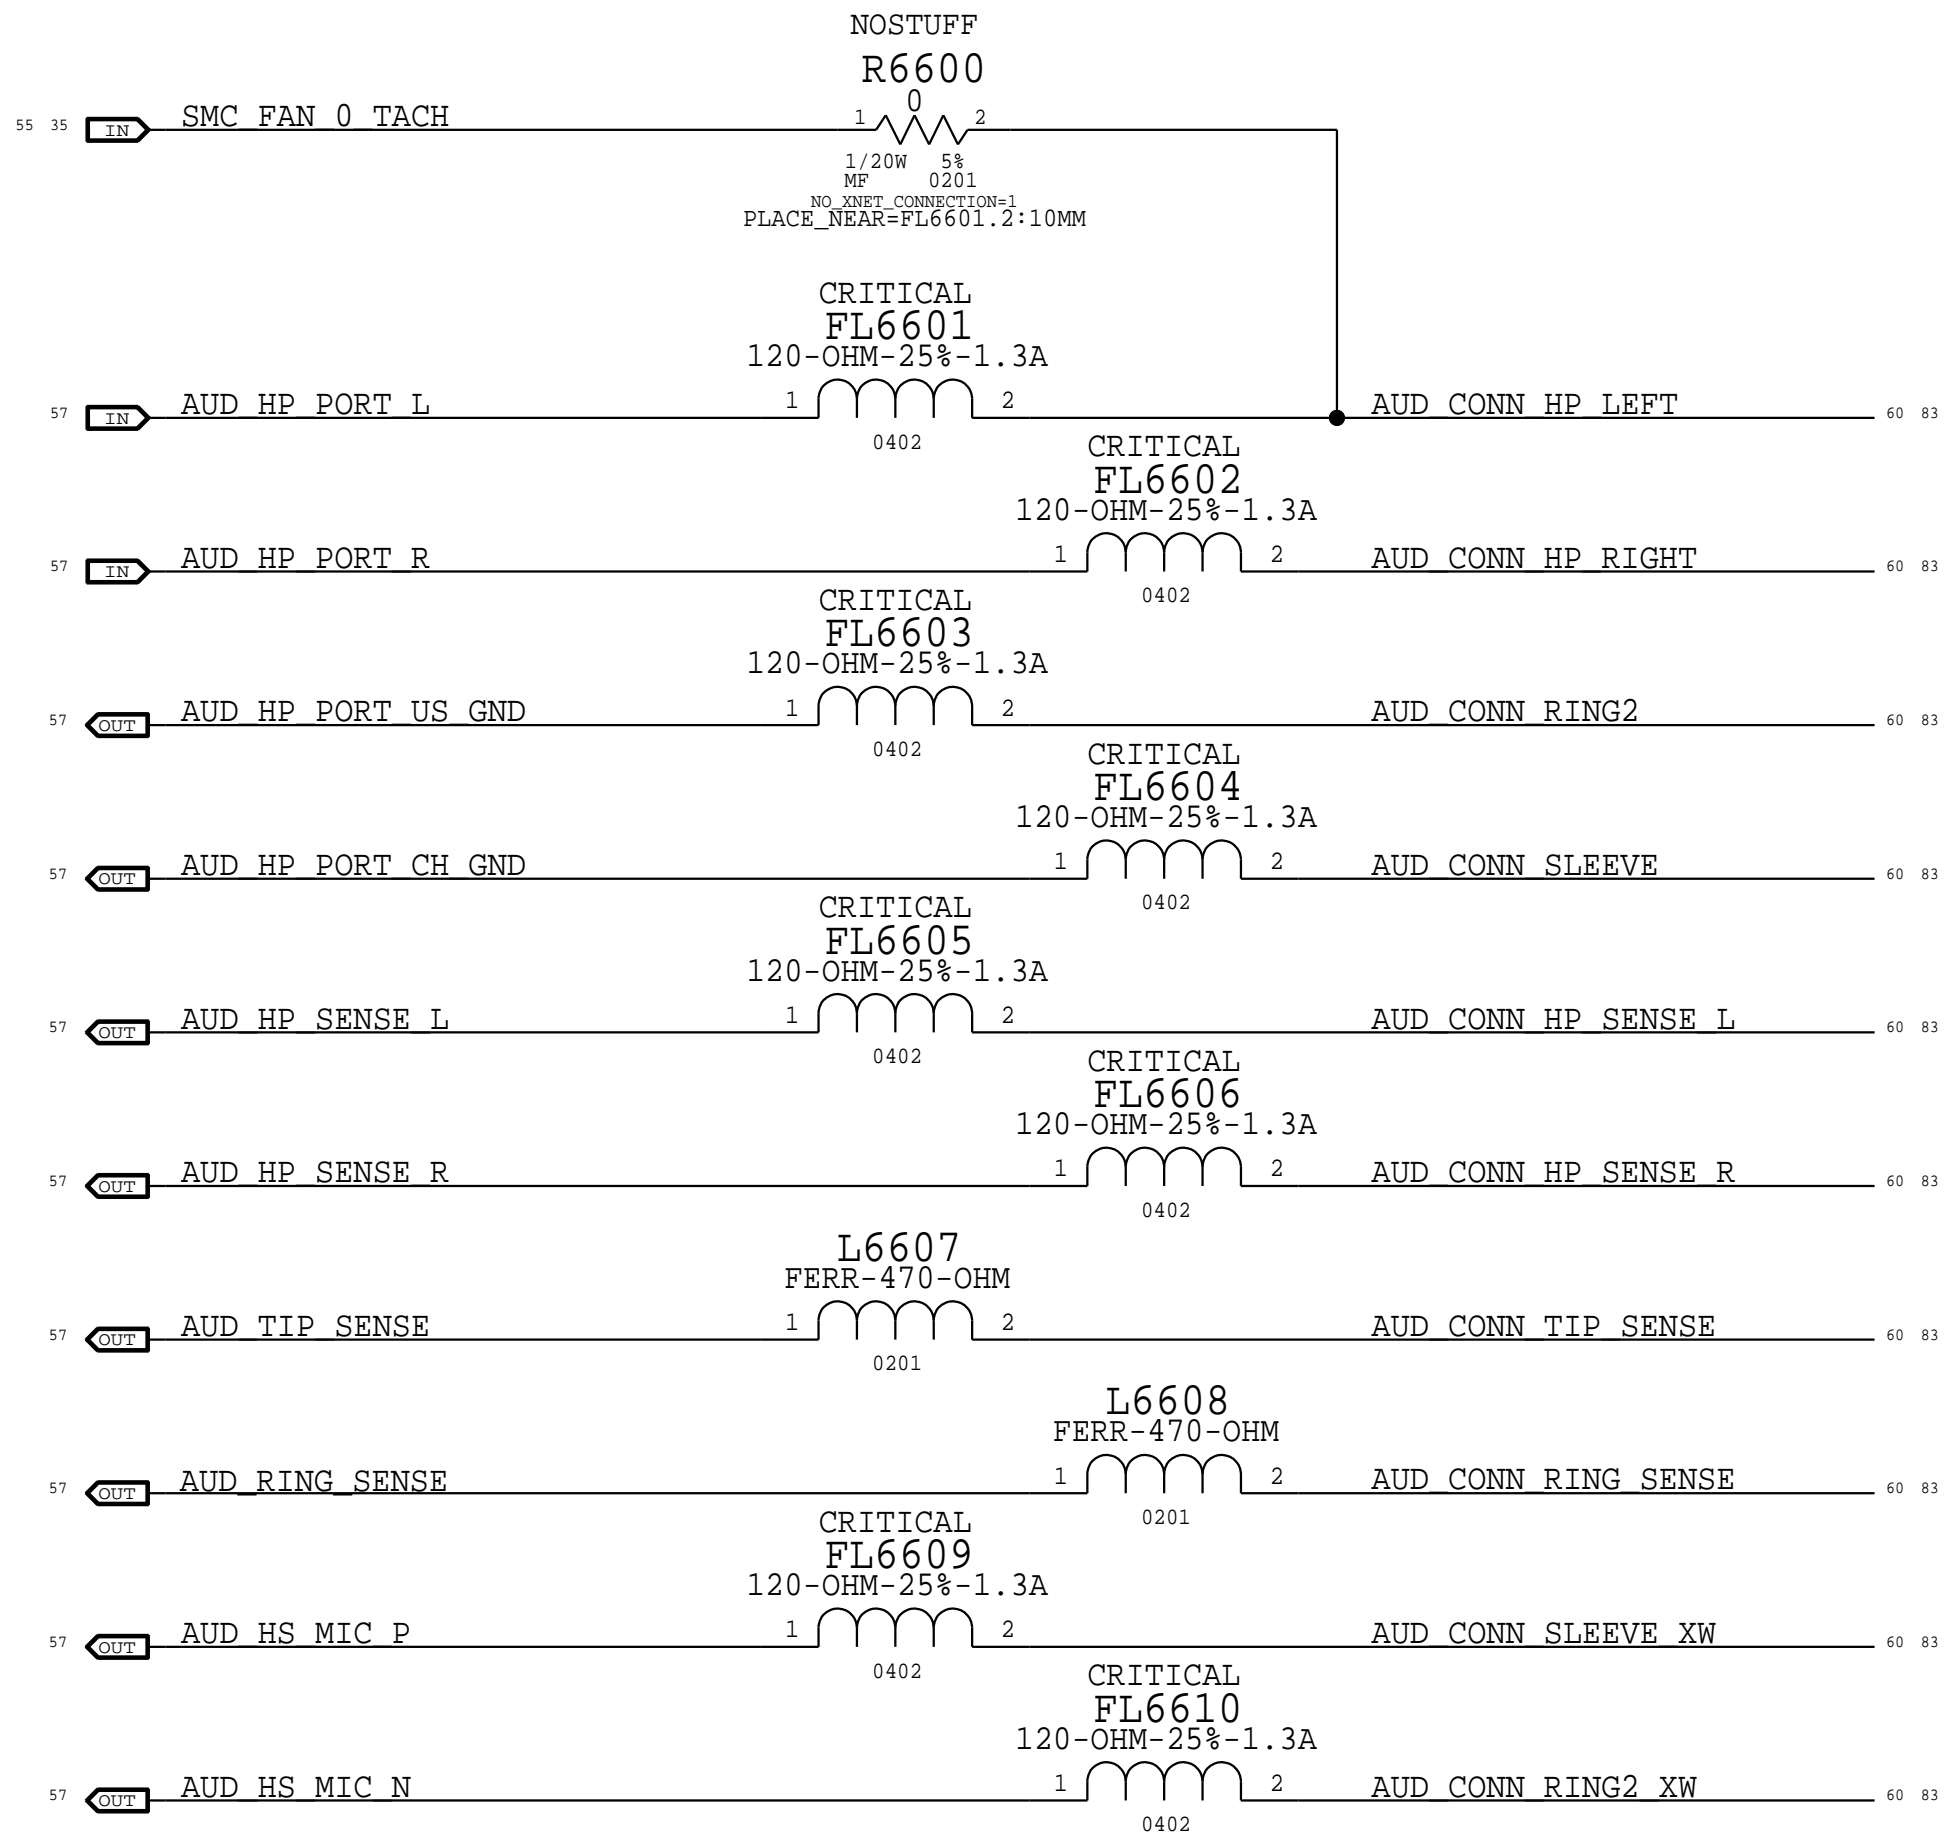 NOSTUFF
R6600
0
55 35 IN SMC_FAN_0_TACH 1 2
1/20W 5%
MF 0201
NO_XNET_CONNECTION=1
PLACE_NEAR=FL6601.2:10MM
CRITICAL
FL6601
120-OHM-25%-1.3A
57 IN AUD_HP_PORT_L 1 2 AUD_CONN_HP_LEFT 60 83
0402
CRITICAL
FL6602
120-OHM-25%-1.3A
57 IN AUD_HP_PORT_R 1 2 AUD_CONN_HP_RIGHT 60 83
0402
CRITICAL
FL6603
120-OHM-25%-1.3A
57 OUT AUD_HP_PORT_US_GND 1 2 AUD_CONN_RING2 60 83
0402
CRITICAL
FL6604
120-OHM-25%-1.3A
57 OUT AUD_HP_PORT_CH_GND 1 2 AUD_CONN_SLEEVE 60 83
0402
CRITICAL
FL6605
120-OHM-25%-1.3A
57 OUT AUD_HP_SENSE_L 1 2 AUD_CONN_HP_SENSE_L 60 83
0402
CRITICAL
FL6606
120-OHM-25%-1.3A
57 OUT AUD_HP_SENSE_R 1 2 AUD_CONN_HP_SENSE_R 60 83
0402
L6607
FERR-470-OHM
57 OUT AUD_TIP_SENSE 1 2 AUD_CONN_TIP_SENSE 60 83
0201
L6608
FERR-470-OHM
57 OUT AUD_RING_SENSE 1 2 AUD_CONN_RING_SENSE 60 83
0201
CRITICAL
FL6609
120-OHM-25%-1.3A
57 OUT AUD_HS_MIC_P 1 2 AUD_CONN_SLEEVE_XW 60 83
0402
CRITICAL
FL6610
120-OHM-25%-1.3A
57 OUT AUD_HS_MIC_N 1 2 AUD_CONN_RING2_XW 60 83
0402